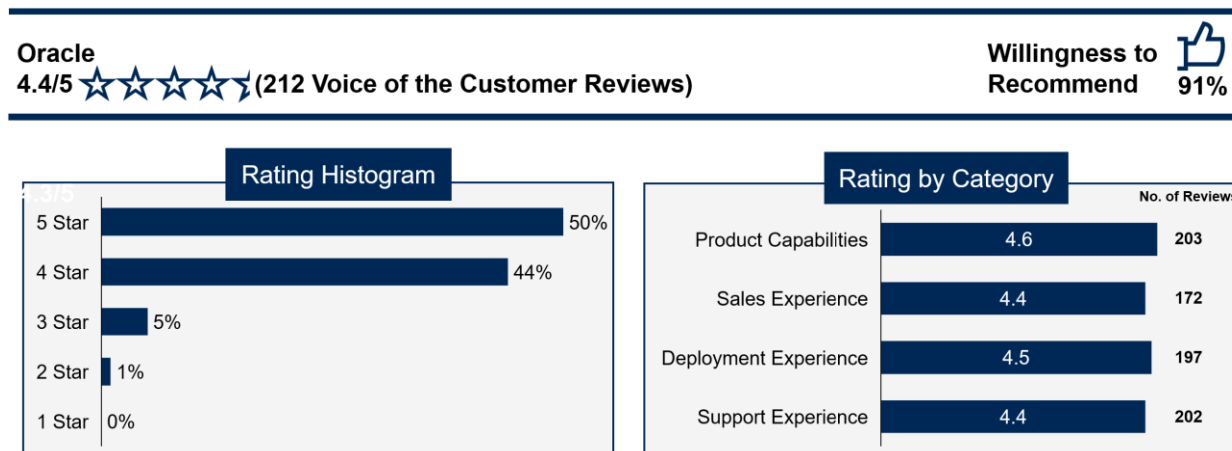 Oracle
4.4/5 (212 Voice of the Customer Reviews)
Willingness to
Recommend 91%
Rating Histogram
4.3/5
5 Star 50%
4 Star 44%
3 Star 5%
2 Star 1%
1 Star 0%
Rating by Category
No. of Reviews
Product Capabilities 4.6 203
Sales Experience 4.4 172
Deployment Experience 4.5 197
Support Experience 4.4 202